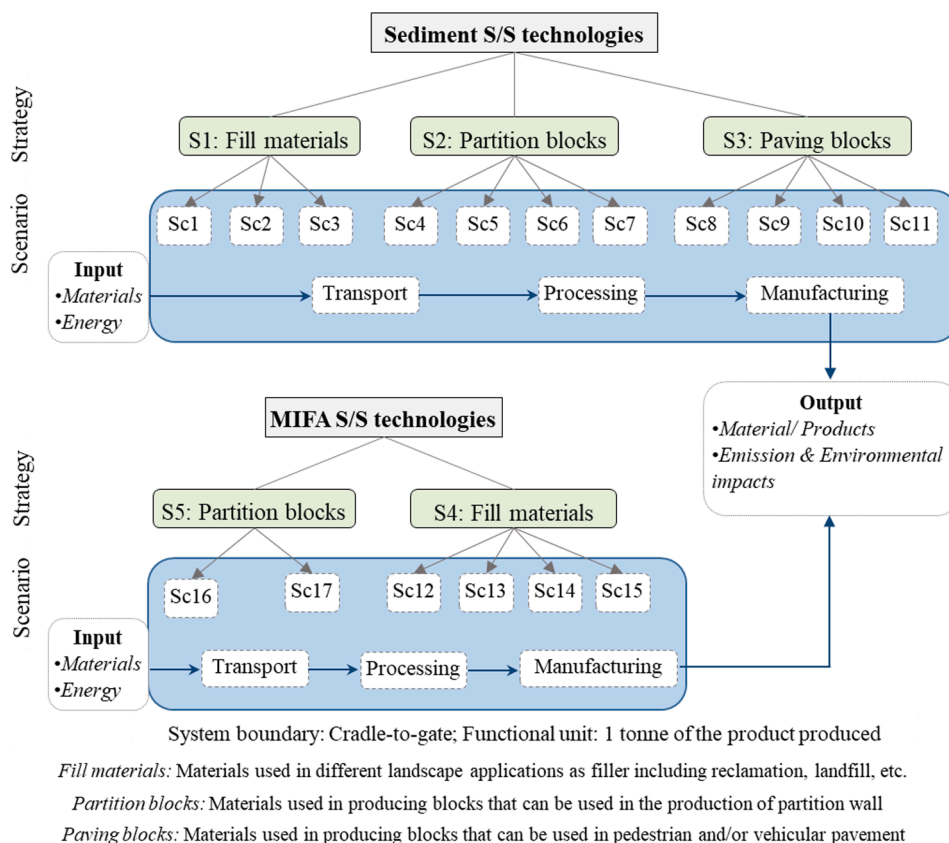 Sediment S/S technologies
Strategy
S1: Fill materials
S2: Partition blocks
S3: Paving blocks
Scenario
Sc1
Sc2
Sc3
Sc4
Sc5
Sc6
Sc7
Sc8
Sc9
Sc10
Sc11
Input
•Materials
•Energy
Transport
Processing
Manufacturing
Output
•Material/ Products
•Emission & Environmental
impacts
MIFA S/S technologies
Strategy
S5: Partition blocks
S4: Fill materials
Scenario
Sc16
Sc17
Sc12
Sc13
Sc14
Sc15
Input
•Materials
•Energy
Transport
Processing
Manufacturing
System boundary: Cradle-to-gate; Functional unit: 1 tonne of the product produced
Fill materials: Materials used in different landscape applications as filler including reclamation, landfill, etc.
Partition blocks: Materials used in producing blocks that can be used in the production of partition wall
Paving blocks: Materials used in producing blocks that can be used in pedestrian and/or vehicular pavement